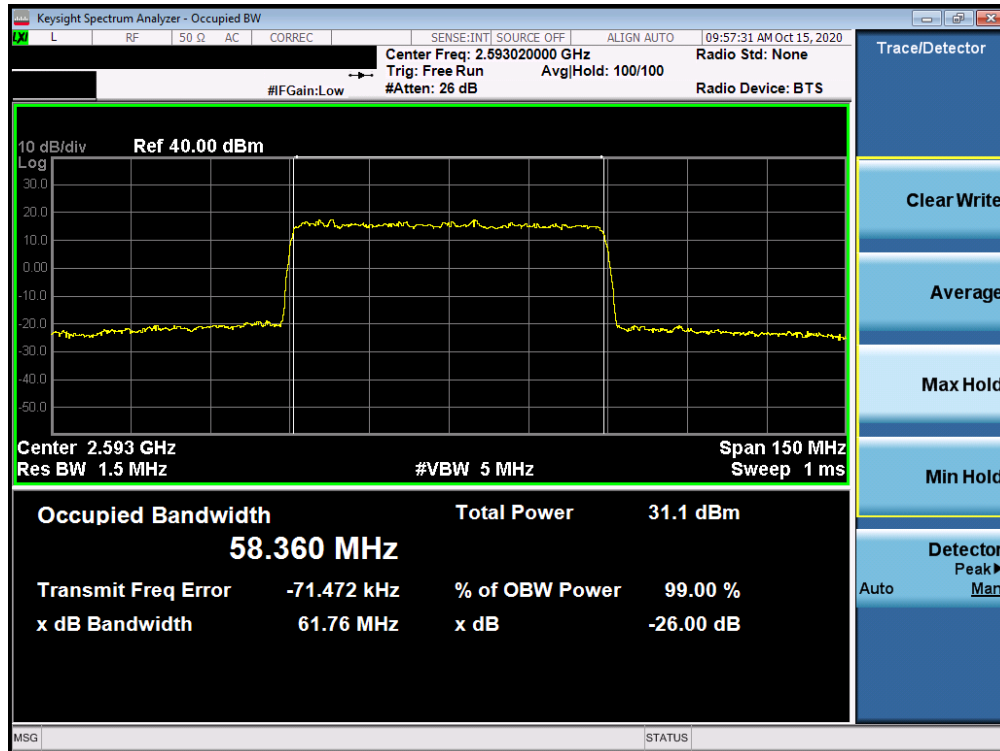 Keysight Spectrum Analyzer - Occupied BW
LXI L RF 50 Ω AC CORREC SENSE:INT SOURCE OFF ALIGN AUTO 09:57:31 AM Oct 15, 2020
Center Freq: 2.593020000 GHz Radio Std: None
Trig: Free Run Avg|Hold: 100/100
#IFGain:Low #Atten: 26 dB Radio Device: BTS
10 dB/div Ref 40.00 dBm
Log
30.0
20.0
10.0
0.00
-10.0
-20.0
-30.0
-40.0
-50.0
Center 2.593 GHz Span 150 MHz
Res BW 1.5 MHz #VBW 5 MHz Sweep 1 ms
Occupied Bandwidth Total Power 31.1 dBm
58.360 MHz
Transmit Freq Error -71.472 kHz % of OBW Power 99.00 %
x dB Bandwidth 61.76 MHz x dB -26.00 dB
MSG STATUS
Trace/Detector
Clear Write
Average
Max Hold
Min Hold
Detector
Peak▶
Auto Man